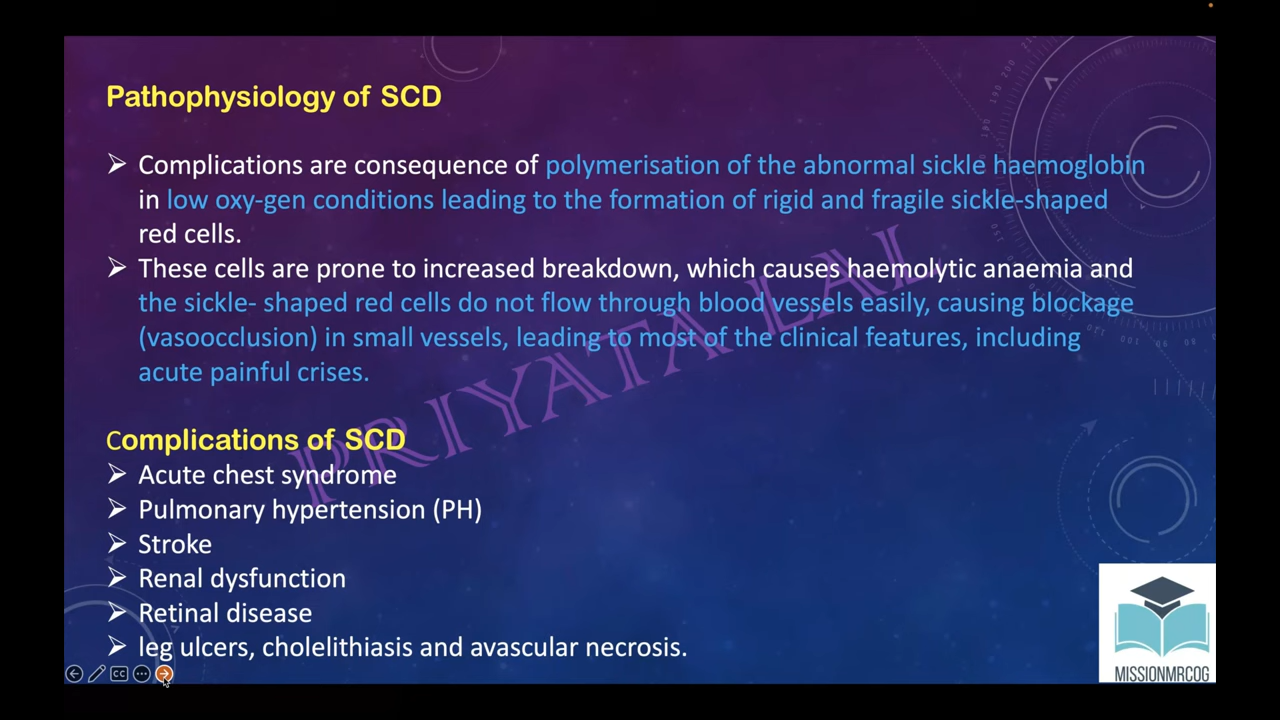 Pathophysiology of SCD
Complications are consequence of polymerisation of the abnormal sickle haemoglobin
in low oxy-gen conditions leading to the formation of rigid and fragile sickle-shaped
red cells.
These cells are prone to increased breakdown, which causes haemolytic anaemia and
the sickle- shaped red cells do not flow through blood vessels easily, causing blockage
(vasoocclusion) in small vessels, leading to most of the clinical features, including
acute painful crises.
PRIYATA LAL
Complications of SCD
Acute chest syndrome
Pulmonary hypertension (PH)
Stroke
Renal dysfunction
Retinal disease
leg ulcers, cholelithiasis and avascular necrosis.
CC
MISSIONMRCOG